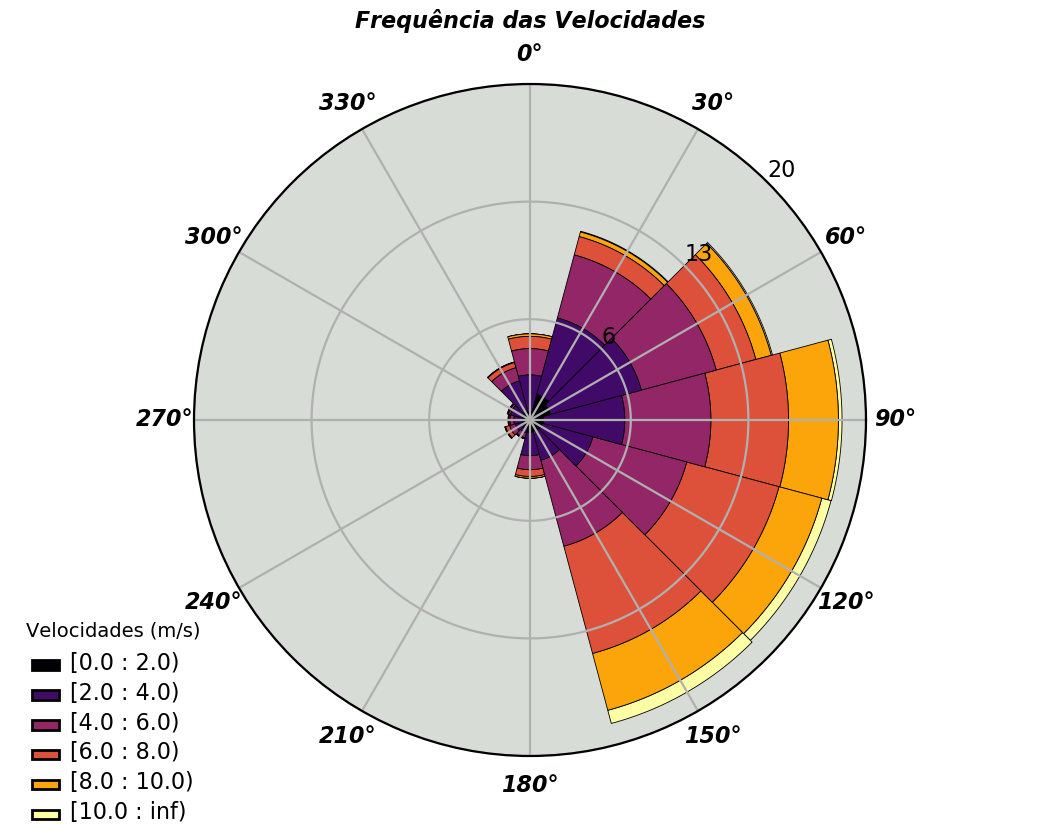 Frequência das Velocidades
0°
330°
30°
20
300°
60°
13
6
270°
90°
240°
120°
210°
150°
180°
Velocidades (m/s)
[0.0 : 2.0)
[2.0 : 4.0)
[4.0 : 6.0)
[6.0 : 8.0)
[8.0 : 10.0)
[10.0 : inf)